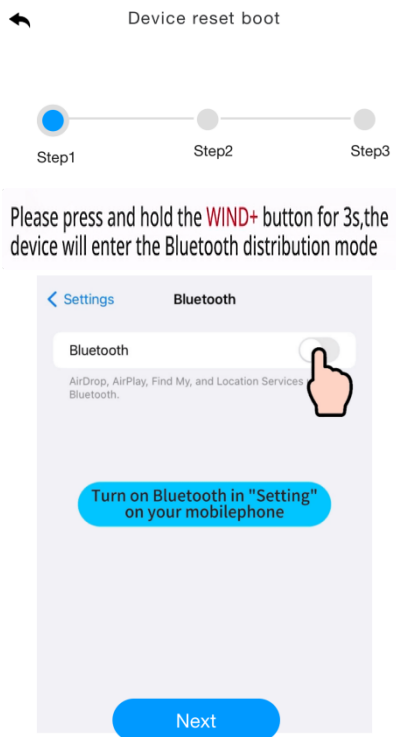 Device reset boot
Step1
Step2
Step3
Please press and hold the WIND+ button for 3s,the
device will enter the Bluetooth distribution mode
Settings
Bluetooth
Bluetooth
AirDrop, AirPlay, Find My, and Location Services
Bluetooth.
Turn on Bluetooth in "Setting"
on your mobilephone
Next